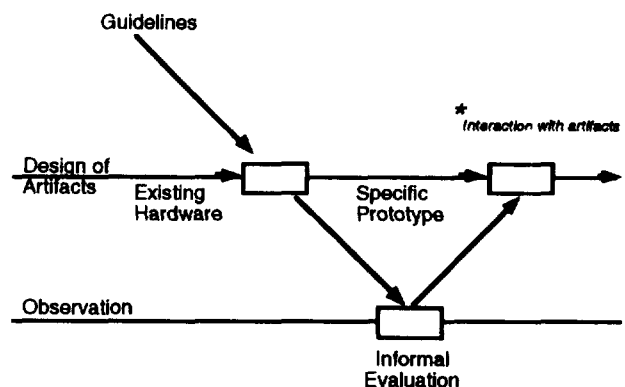 Guidelines
*
Interaction with artifacts
Design of
Artifacts
Existing
Hardware
Specific
Prototype
Observation
Informal
Evaluation